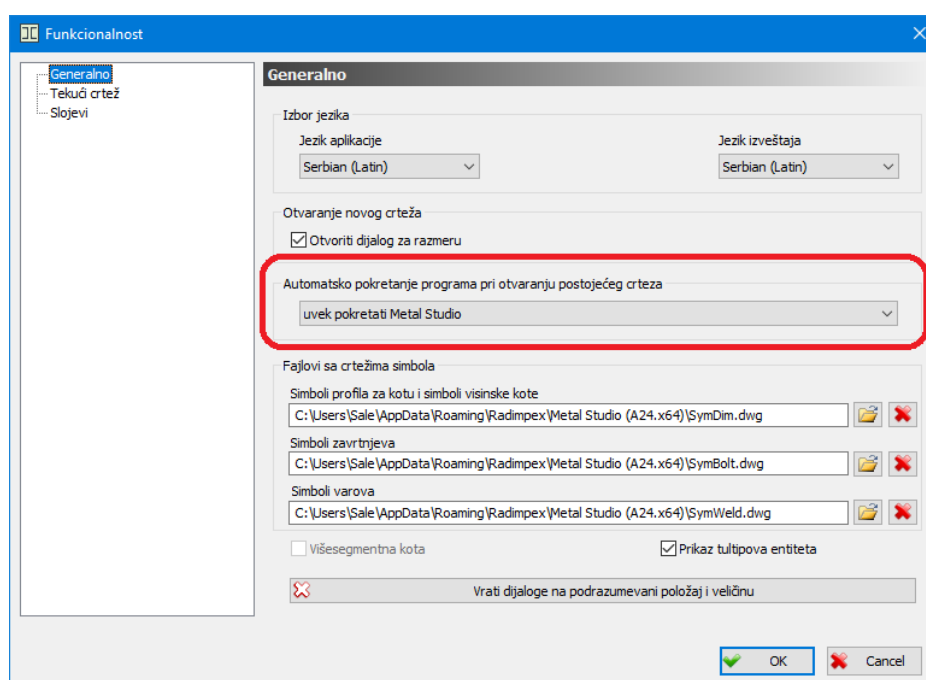 Funkcionalnost
Generalno
Tekući crtež
Slojevi
Generalno
Izbor jezika
Jezik aplikacije
Jezik izveštaja
Serbian (Latin)
Serbian (Latin)
Otvaranje novog crteža
Otvoriti dijalog za razmeru
Automatsko pokretanje programa pri otvaranju postojećeg crteza
uvek pokretati Metal Studio
Fajlovi sa crtežima simbola
Simboli profila za kotu i simboli visinske kote
C:\Users\Sale\AppData\Roaming\Radimpex\Metal Studio (A24.x64)\SymDim.dwg
Simboli zavrtnjeva
C:\Users\Sale\AppData\Roaming\Radimpex\Metal Studio (A24.x64)\SymBolt.dwg
Simboli varova
C:\Users\Sale\AppData\Roaming\Radimpex\Metal Studio (A24.x64)\SymWeld.dwg
Višesegmentna kota
Prikaz tultipova entiteta
Vrati dijaloge na podrazumevani položaj i veličinu
OK
Cancel